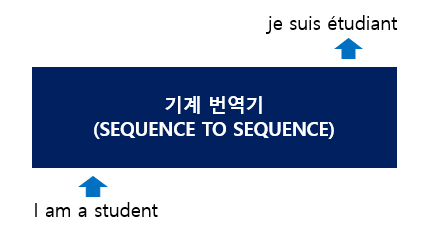 je suis étudiant
기계 번역기
(SEQUENCE TO SEQUENCE)
I am a student